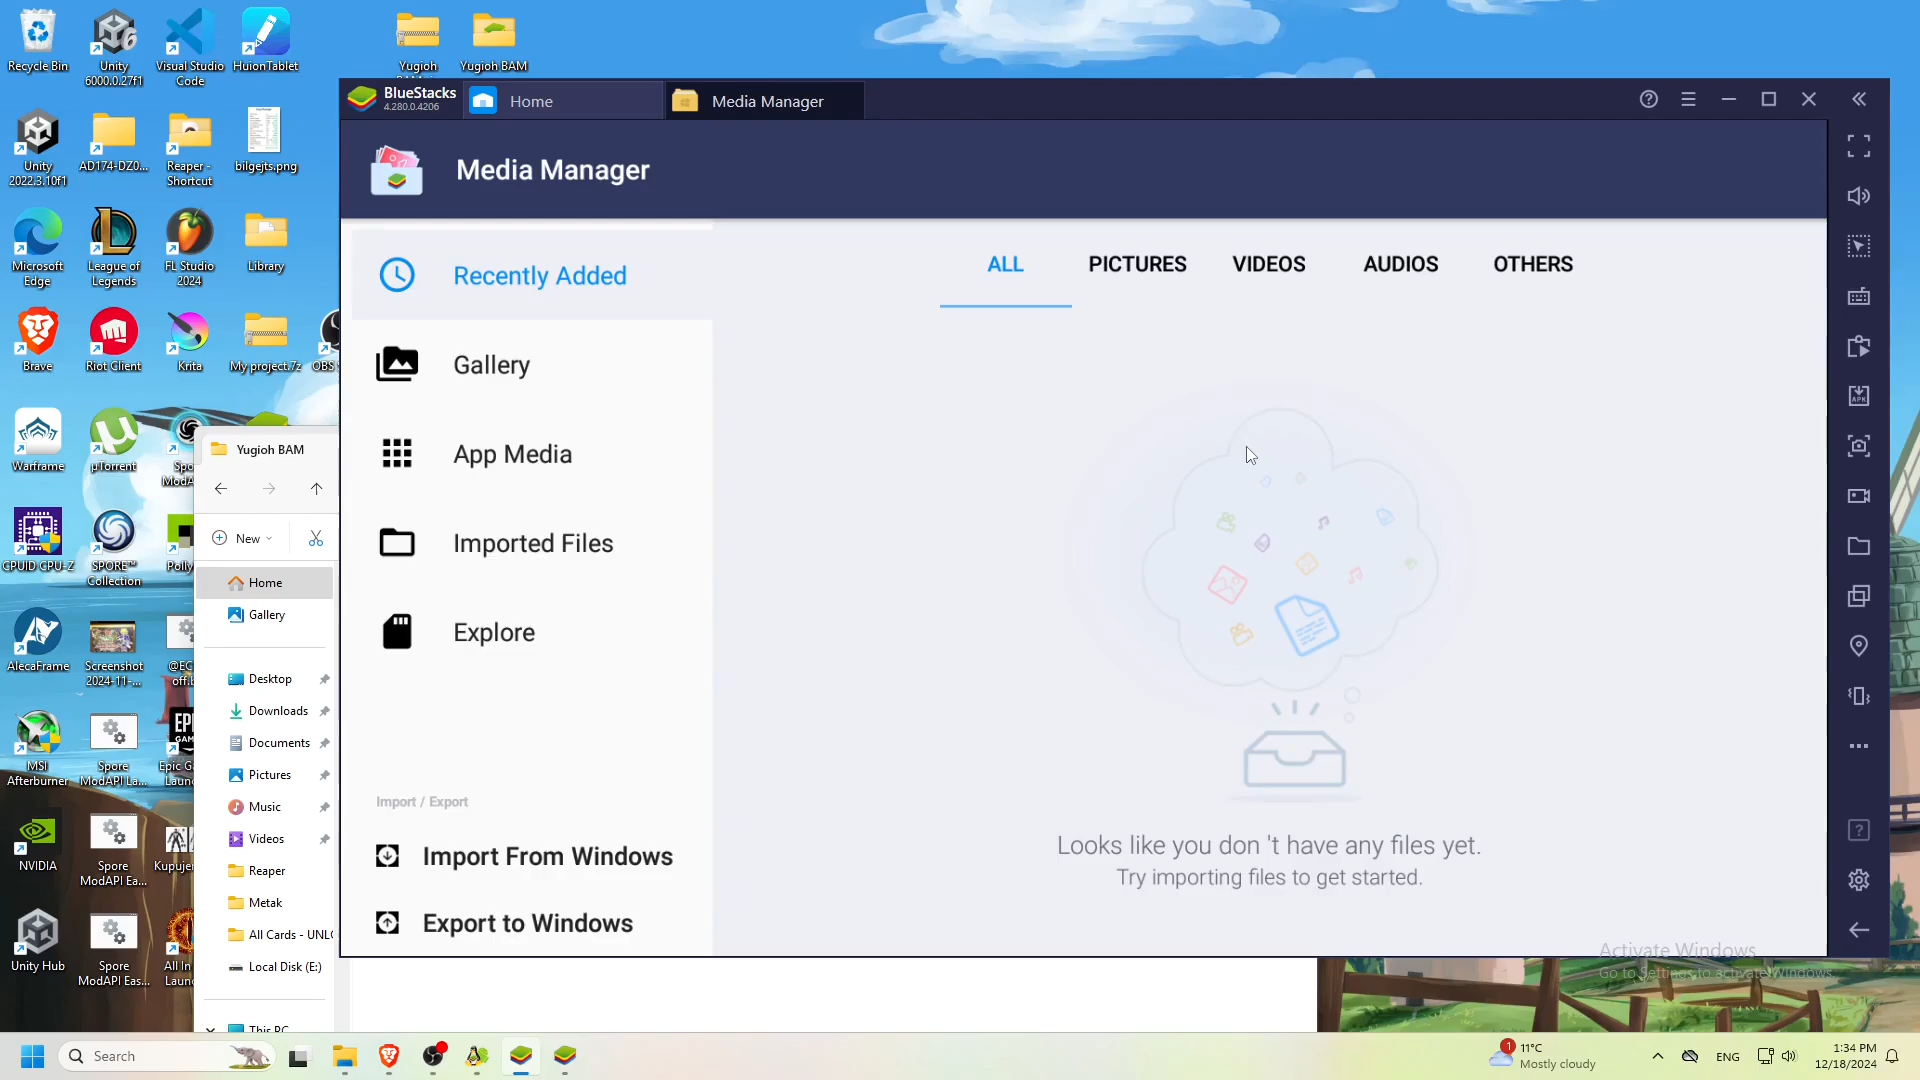 Recycle Bin
Unity
6000.0.27f1
Visual Studio
Code
HuionTablet
Yugioh
Yugioh BAM
Unity
2022.3.10f1
AD174-DZ0...
Reaper -
Shortcut
bilgejts.png
Microsoft
Edge
League of
Legends
FL Studio
2024
Library
Brave
Riot Client
Krita
My project.7z
OBS
Warframe
µTorrent
CPUID CPU-Z
SPORE™
Collection
AlecaFrame
Screenshot
2024-11-...
MSI
Afterburner
Spore
ModAPI La...
NVIDIA
Spore
ModAPI Ea...
Unity Hub
Spore
ModAPI Eas...
BlueStacks
4.280.0.4206
Home
Media Manager
Media Manager
Recently Added
Gallery
App Media
Imported Files
Explore
Import / Export
Import From Windows
Export to Windows
ALL
PICTURES
VIDEOS
AUDIOS
OTHERS
APK
Looks like you don 't have any files yet.
Try importing files to get started.
Activate Windows
Go to Settings to activate Windows.
Yugioh BAM
New
Home
Gallery
Desktop
Downloads
Documents
Pictures
Music
Videos
Reaper
Metak
All Cards - UNL
Local Disk (E:)
This PC
Search
1
11°C
Mostly cloudy
ENG
1:34 PM
12/18/2024